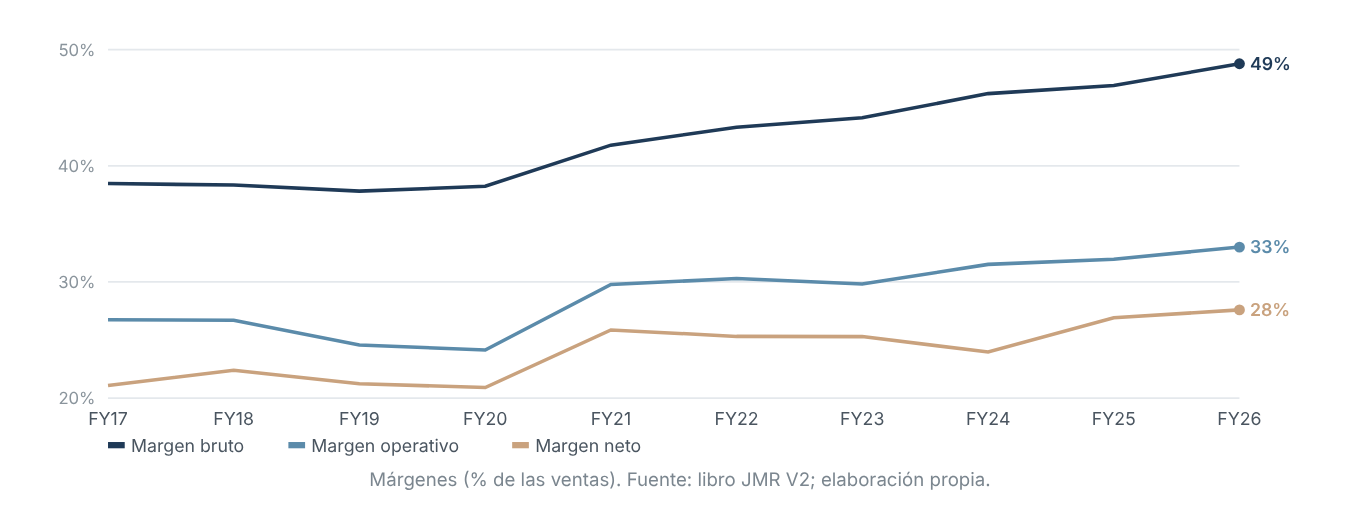 50%
49%
40%
33%
30%
28%
20%
FY17 FY18 FY19 FY20 FY21 FY22 FY23 FY24 FY25 FY26
Margen bruto Margen operativo Margen neto
Márgenes (% de las ventas). Fuente: libro JMR V2; elaboración propia.